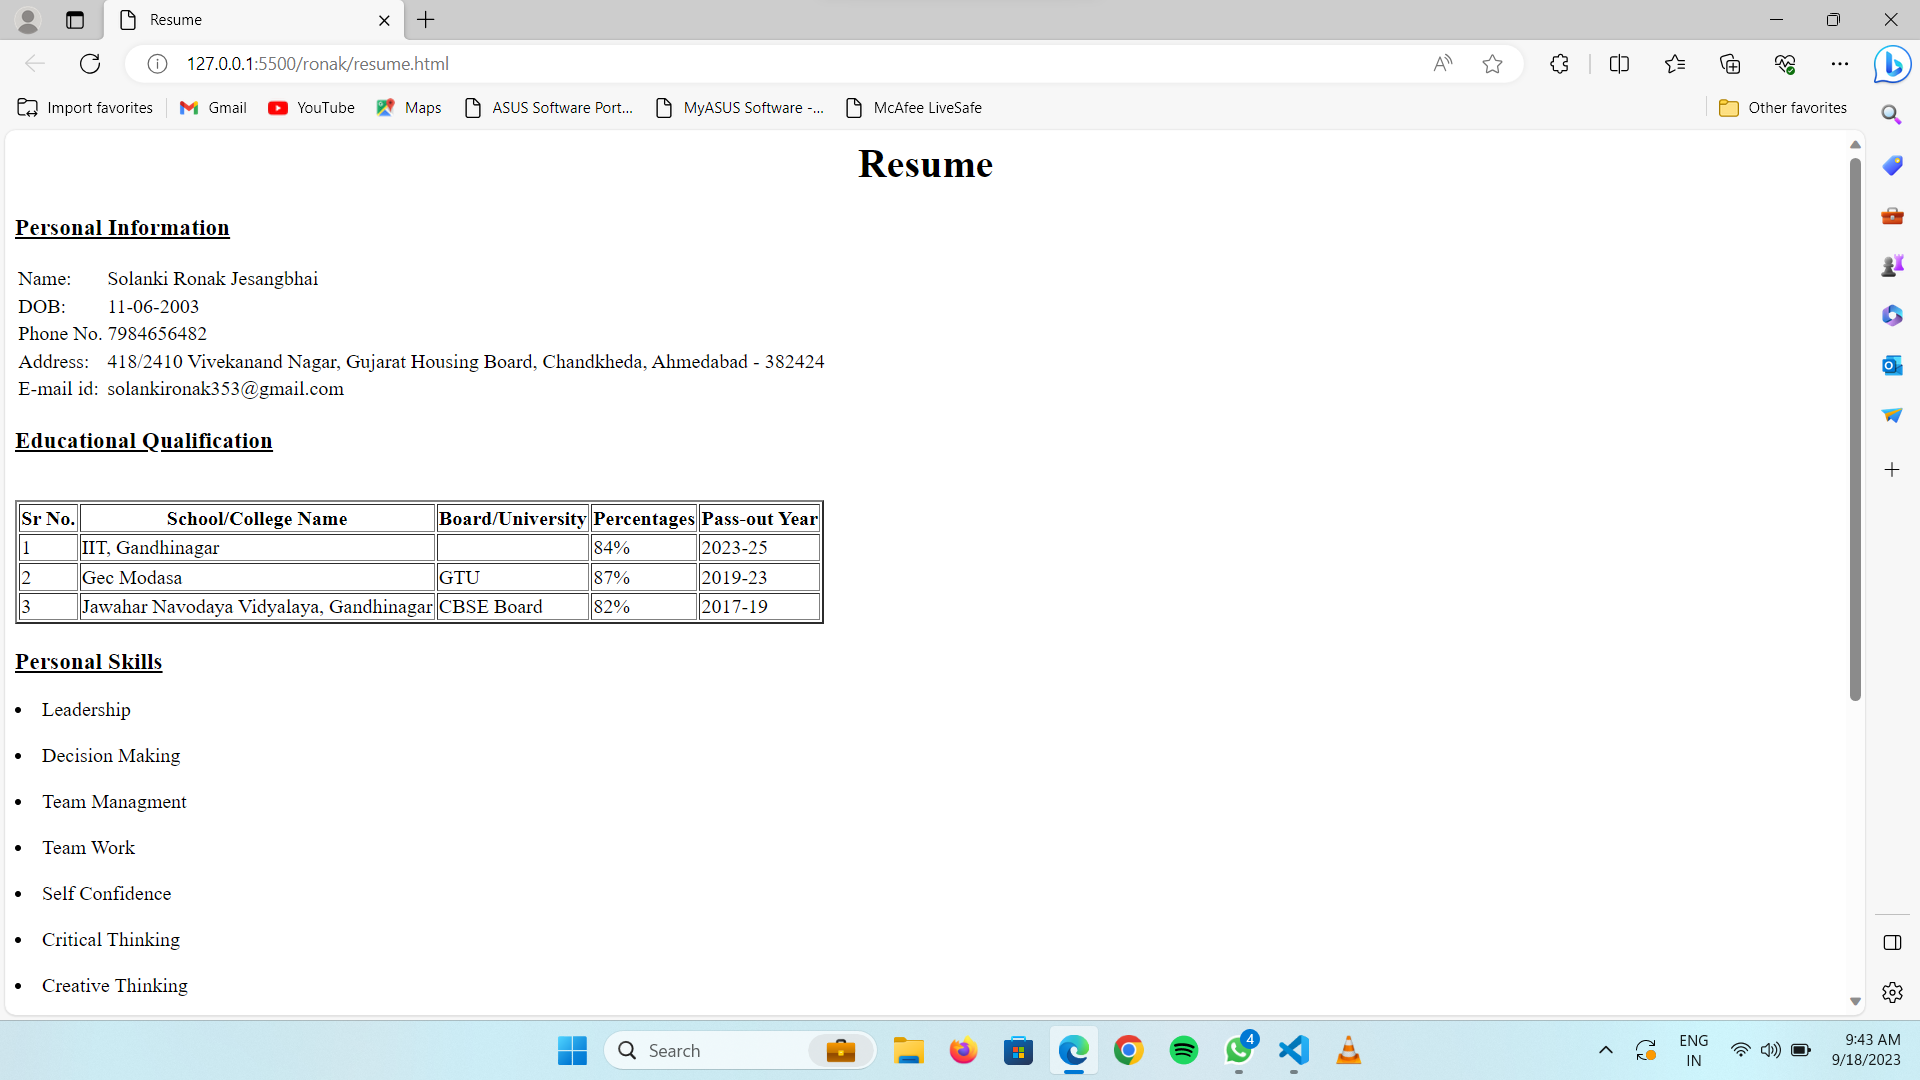 Resume
127.0.0.1:5500/ronak/resume.html
Import favorites Gmail YouTube Maps ASUS Software Port... MyASUS Software -... McAfee LiveSafe Other favorites
Resume
Personal Information
Name: Solanki Ronak Jesangbhai
DOB: 11-06-2003
Phone No. 7984656482
Address: 418/2410 Vivekanand Nagar, Gujarat Housing Board, Chandkheda, Ahmedabad - 382424
E-mail id: solankironak353@gmail.com
Educational Qualification
Sr No. School/College Name Board/University Percentages Pass-out Year
1 IIT, Gandhinagar 84% 2023-25
2 Gec Modasa GTU 87% 2019-23
3 Jawahar Navodaya Vidyalaya, Gandhinagar CBSE Board 82% 2017-19
Personal Skills
• Leadership
• Decision Making
• Team Managment
• Team Work
• Self Confidence
• Critical Thinking
• Creative Thinking
Search 4 ENG 9:43 AM
IN 9/18/2023